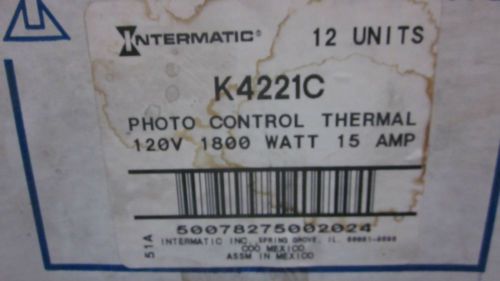 INTERMATIC® 12 UNITS
K4221C
PHOTO CONTROL THERMAL
120V 1800 WATT 15 AMP
50078275002024
51A
INTERMATIC INC. SPRING GROVE, IL.
COO MEXICO
ASSM IN MEXICO